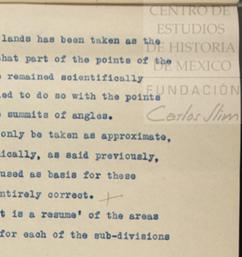 CENTRO DE
ESTUDIOS
DE HISTORIA
DE MEXICO
FUNDACIÓN
Carlos Slim
lands has been taken as the
hat part of the points of the
remained scientifically
ed to do so with the points
summits of angles.
only be taken as approximate,
ically, as said previously,
used as basis for these
ntirely correct.
t is a resume' of the areas
for each of the sub-divisions